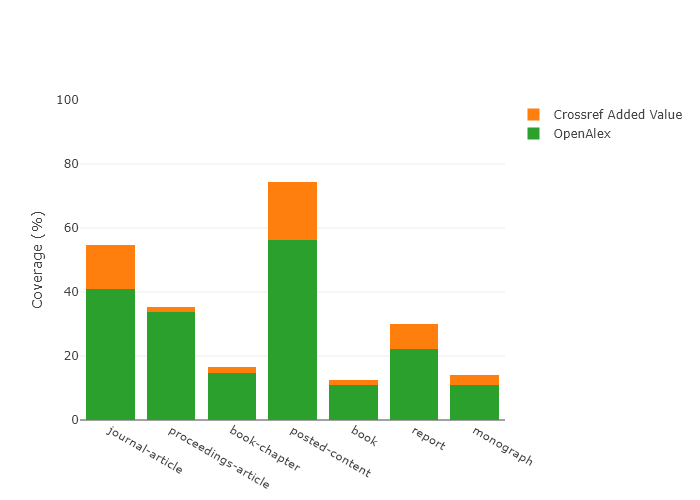 100
80
60
40
20
0
Coverage (%)
journal-article
proceedings-article
book-chapter
posted-content
book
report
monograph
Crossref Added Value
OpenAlex